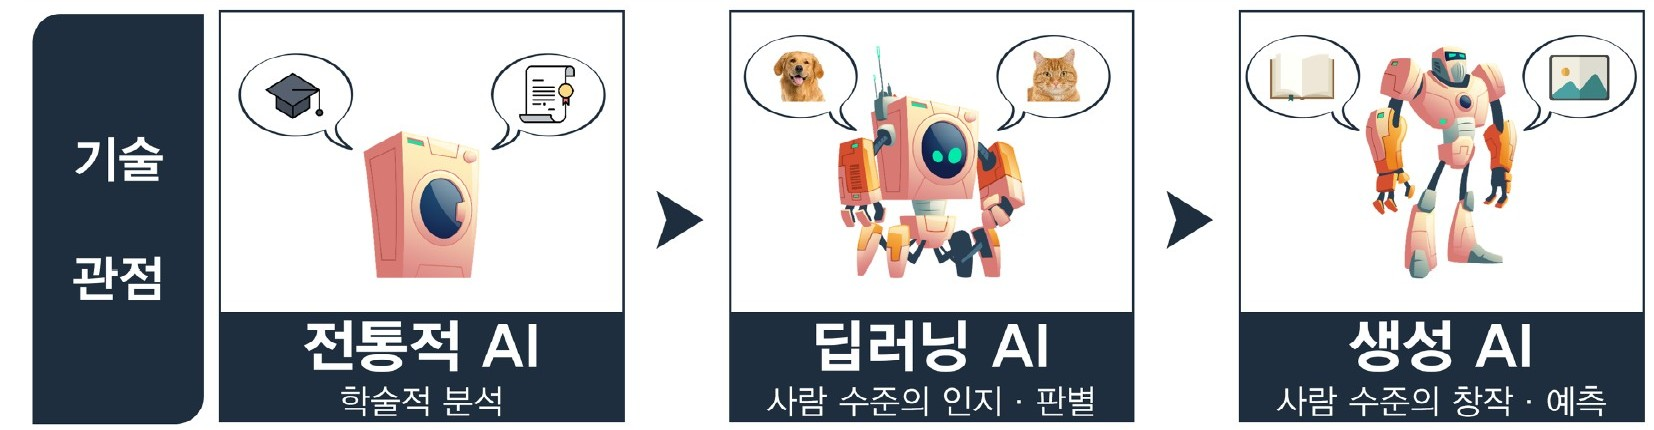 기술
관점
전통적 AI
학술적 분석
딥러닝 AI
사람 수준의 인지 · 판별
생성 AI
사람 수준의 창작 · 예측